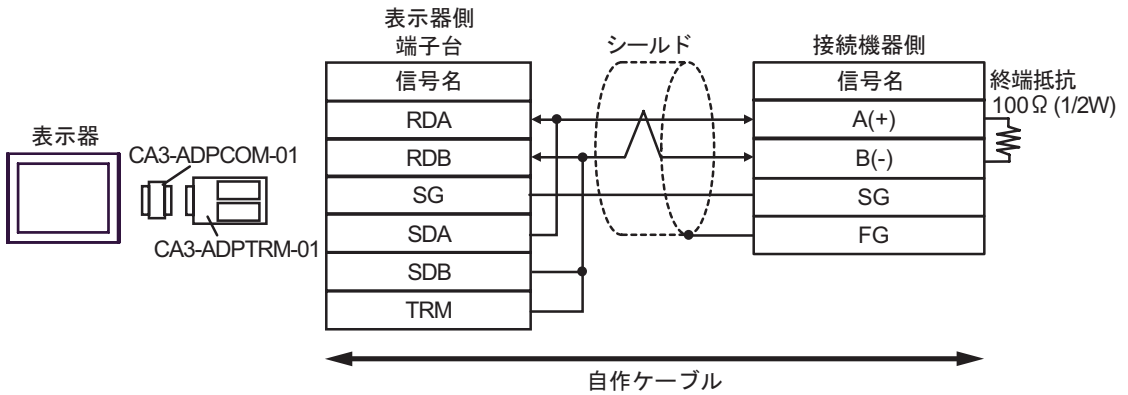 表示器
CA3-ADPCOM-01
CA3-ADPTRM-01
表示器側
端子台
信号名
RDA
RDB
SG
SDA
SDB
TRM
シールド
接続機器側
信号名
A(+)
B(-)
SG
FG
終端抵抗
100Ω (1/2W)
自作ケーブル